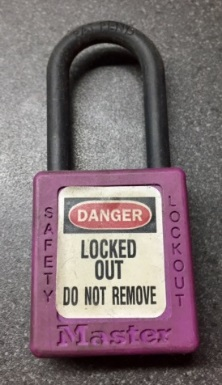 DANGER
LOCKED
OUT
DO NOT REMOVE
SAFETY
LOCKOUT
Master